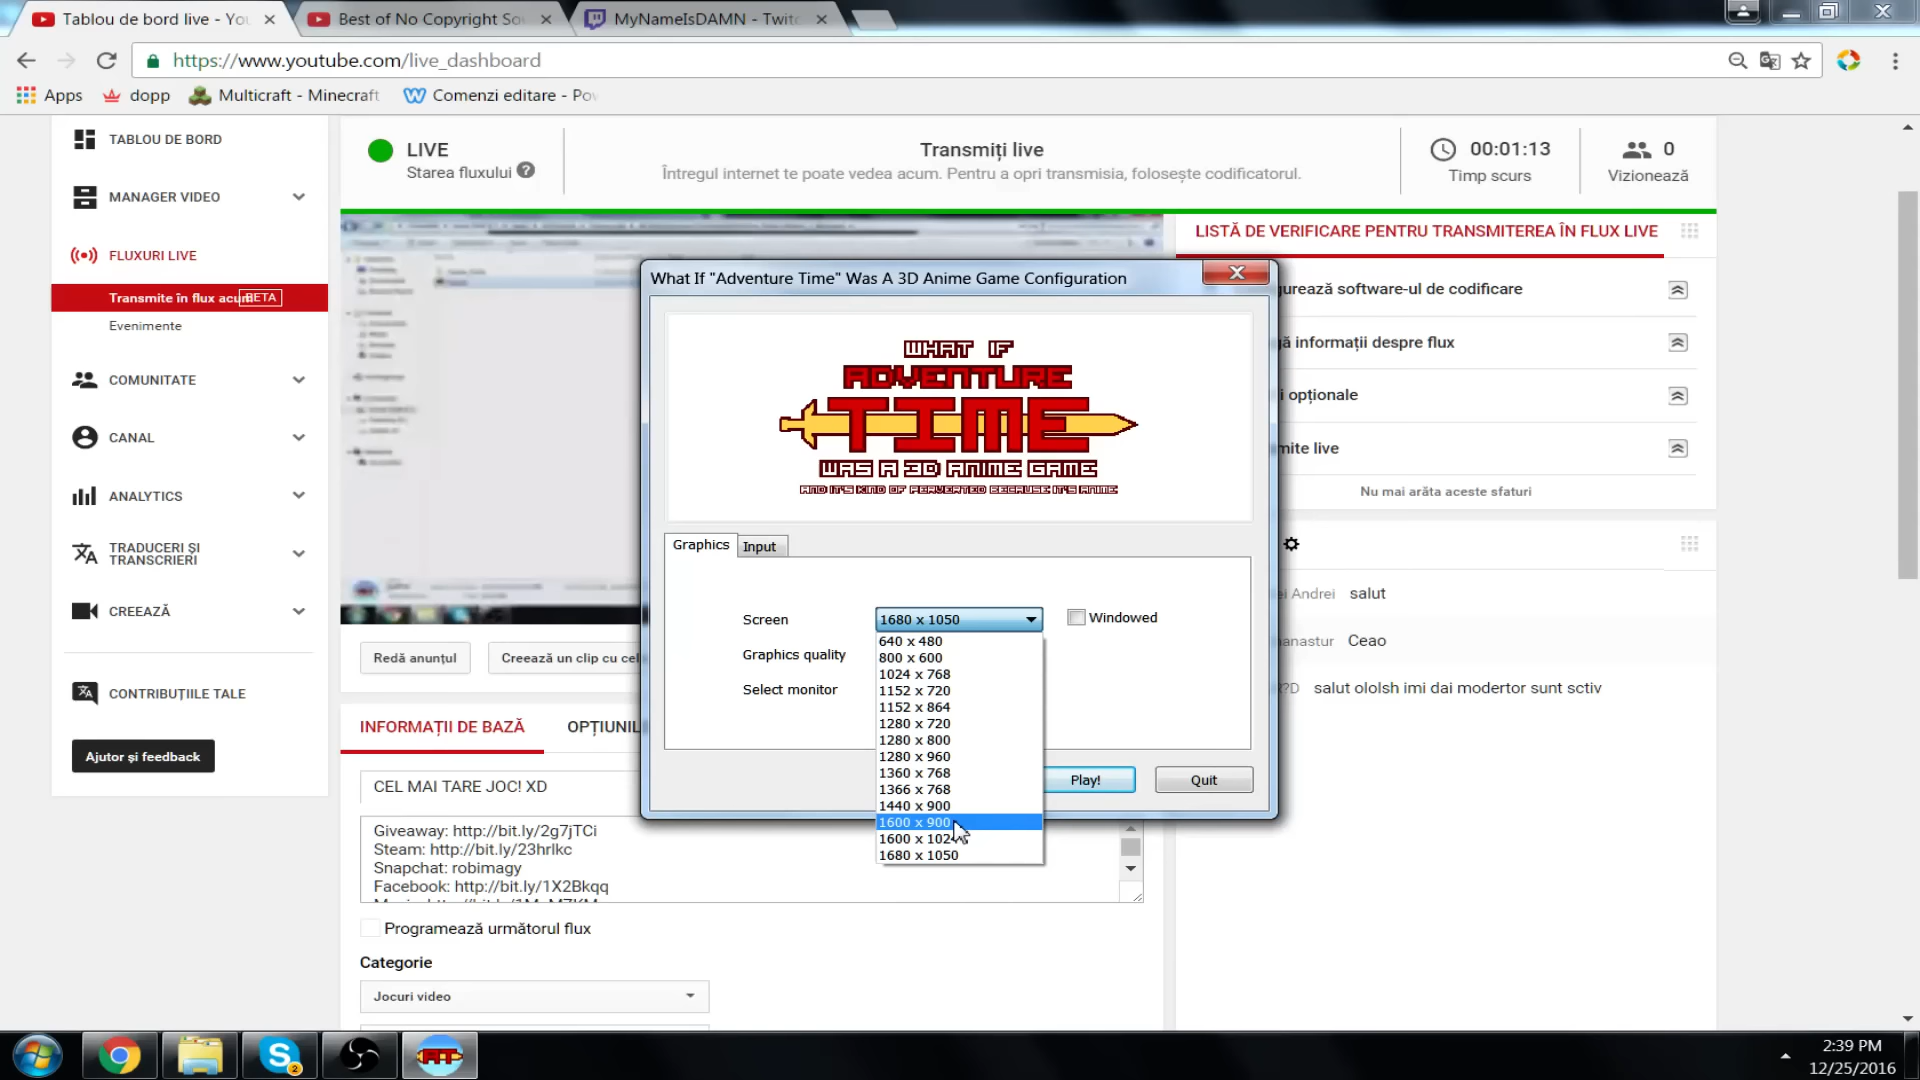 Tablou de bord live - You
Best of No Copyright So
MyNameIsDAMN - Twitc
https://www.youtube.com/live_dashboard
Apps
dopp
Multicraft - Minecraft
Comenzi editare - Pov
TABLOU DE BORD
MANAGER VIDEO
FLUXURI LIVE
Transmite în flux acum
BETA
Evenimente
COMUNITATE
CANAL
ANALYTICS
TRADUCERI ȘI
TRANSCRIERI
CREEAZĂ
CONTRIBUȚIILE TALE
Ajutor și feedback
LIVE
Starea fluxului ?
Transmiți live
Întregul internet te poate vedea acum. Pentru a opri transmisia, folosește codificatorul.
00:01:13
Timp scurs
0
Vizionează
LISTĂ DE VERIFICARE PENTRU TRANSMITEREA ÎN FLUX LIVE
gurează software-ul de codificare
gă informații despre flux
i opționale
mite live
Nu mai arăta aceste sfaturi
ei Andrei salut
anastur Ceao
R?D salut ololsh imi dai modertor sunt sctiv
Redă anunțul
Creează un clip cu cel
INFORMAȚII DE BAZĂ
OPȚIUNIL
CEL MAI TARE JOC! XD
Giveaway: http://bit.ly/2g7jTCi
Steam: http://bit.ly/23hrlkc
Snapchat: robimagy
Facebook: http://bit.ly/1X2Bkqq
Programează următorul flux
Categorie
Jocuri video
What If "Adventure Time" Was A 3D Anime Game Configuration
WHAT IF
ADVENTURE
TIME
WAS A 3D ANIME GAME
AND IT'S KIND OF PERVERTED BECAUSE IT'S ANIME
Graphics
Input
Screen
1680 x 1050
Windowed
Graphics quality
Select monitor
640 x 480
800 x 600
1024 x 768
1152 x 720
1152 x 864
1280 x 720
1280 x 800
1280 x 960
1360 x 768
1366 x 768
1440 x 900
1600 x 900
1600 x 1024
1680 x 1050
Play!
Quit
2
2:39 PM
12/25/2016